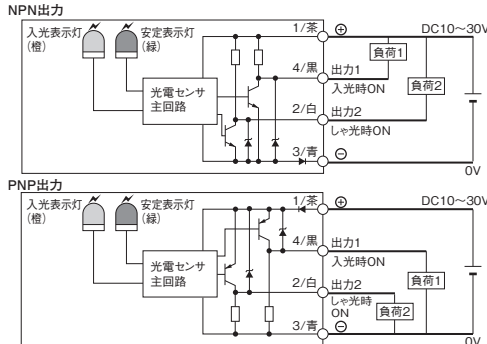 NPN出力
入光表示灯
(橙)
安定表示灯
(緑)
1/茶
⊕
DC10～30V
負荷1
4/黒
出力1
入光時ON
負荷2
光電センサ
主回路
2/白
出力2
しゃ光時ON
3/青
⊖
0V
PNP出力
入光表示灯
(橙)
安定表示灯
(緑)
1/茶
⊕
DC10～30V
4/黒
出力1
入光時ON
光電センサ
主回路
2/白
出力2
しゃ光時
ON
負荷1
負荷2
3/青
⊖
0V